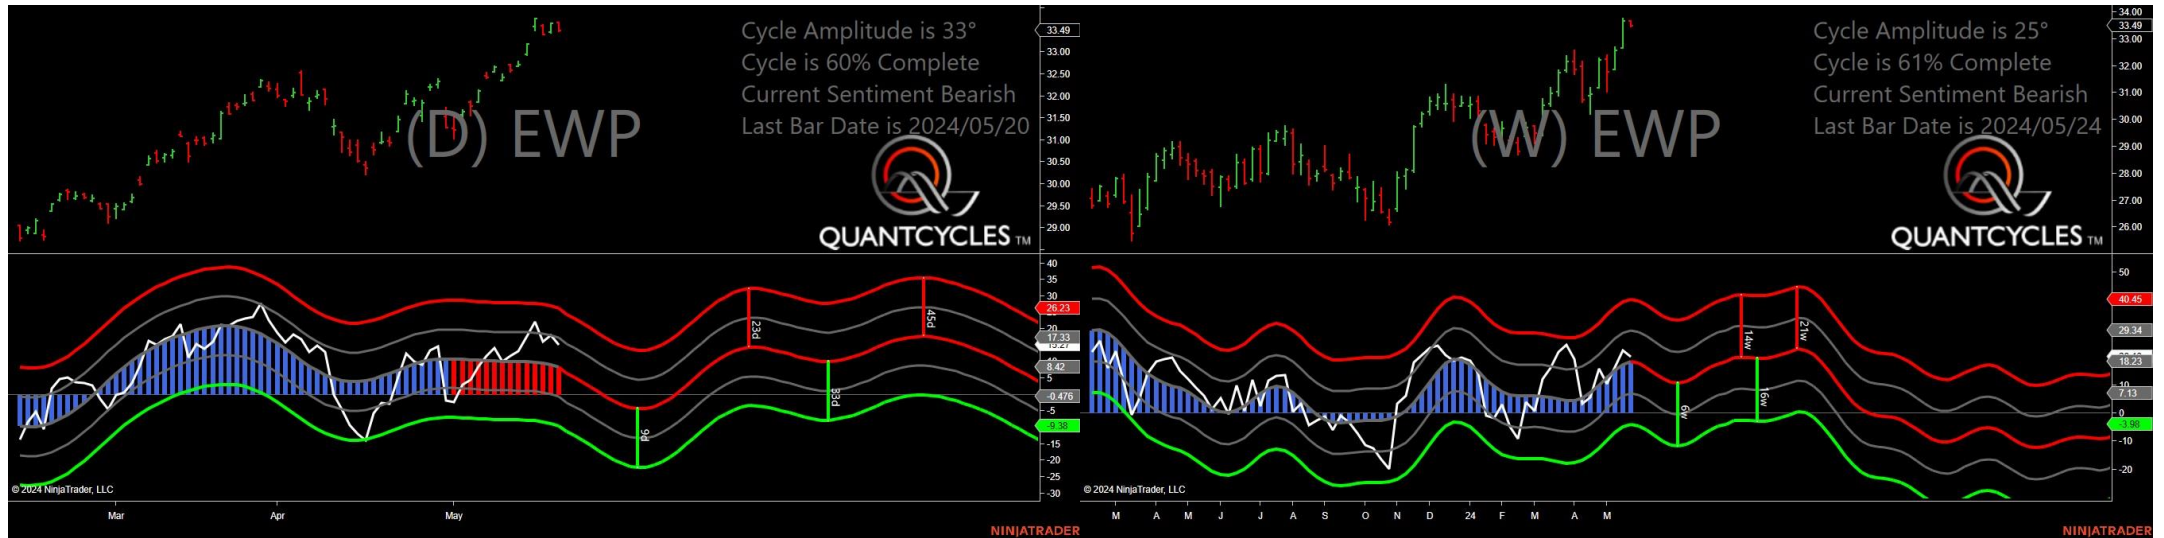 Cycle Amplitude is 33°
Cycle is 60% Complete
Current Sentiment Bearish
Last Bar Date is 2024/05/20
(D) EWP
QUANTCYCLES TM
33.49
33.00
32.50
32.00
31.50
31.00
30.50
30.00
29.50
29.00
40
35
30
26.23
20
17.33
8.42
5
-0.476
-5
-9.38
-15
-20
-25
-30
9d
23d
33d
45d
© 2024 NinjaTrader, LLC
Mar Apr May
NINJATRADER
Cycle Amplitude is 25°
Cycle is 61% Complete
Current Sentiment Bearish
Last Bar Date is 2024/05/24
(W) EWP
QUANTCYCLES TM
34.00
33.49
33.00
32.00
31.00
30.00
29.00
28.00
27.00
26.00
50
40.45
29.34
18.23
10
7.13
0
-3.98
-10
-20
6w
14w
16w
21w
© 2024 NinjaTrader, LLC
M A M J J A S O N D 24 F M A M
NINJATRADER